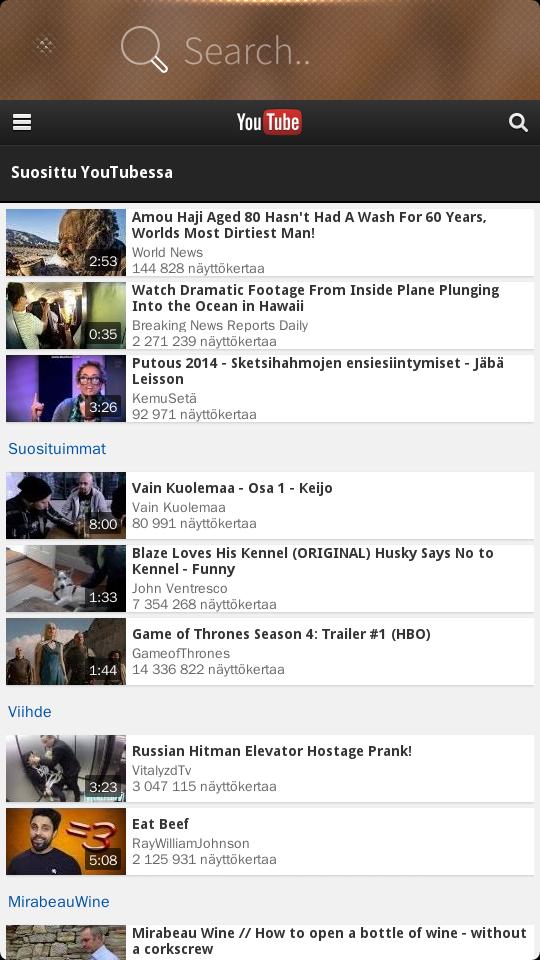 Search..
YouTube
Suosittu YouTubessa
Amou Haji Aged 80 Hasn't Had A Wash For 60 Years,
Worlds Most Dirtiest Man!
World News
144 828 näyttökertaa
2:53
Watch Dramatic Footage From Inside Plane Plunging
Into the Ocean in Hawaii
Breaking News Reports Daily
2 271 239 näyttökertaa
0:35
Putous 2014 - Sketsihahmojen ensiesiintymiset - Jäbä
Leisson
KemuSetä
92 971 näyttökertaa
3:26
Suosituimmat
Vain Kuolemaa - Osa 1 - Keijo
Vain Kuolemaa
80 991 näyttökertaa
8:00
Blaze Loves His Kennel (ORIGINAL) Husky Says No to
Kennel - Funny
John Ventresco
7 354 268 näyttökertaa
1:33
Game of Thrones Season 4: Trailer #1 (HBO)
GameofThrones
14 336 822 näyttökertaa
1:44
Viihde
Russian Hitman Elevator Hostage Prank!
VitalyzdTv
3 047 115 näyttökertaa
3:23
Eat Beef
RayWilliamJohnson
2 125 931 näyttökertaa
5:08
MirabeauWine
Mirabeau Wine // How to open a bottle of wine - without
a corkscrew